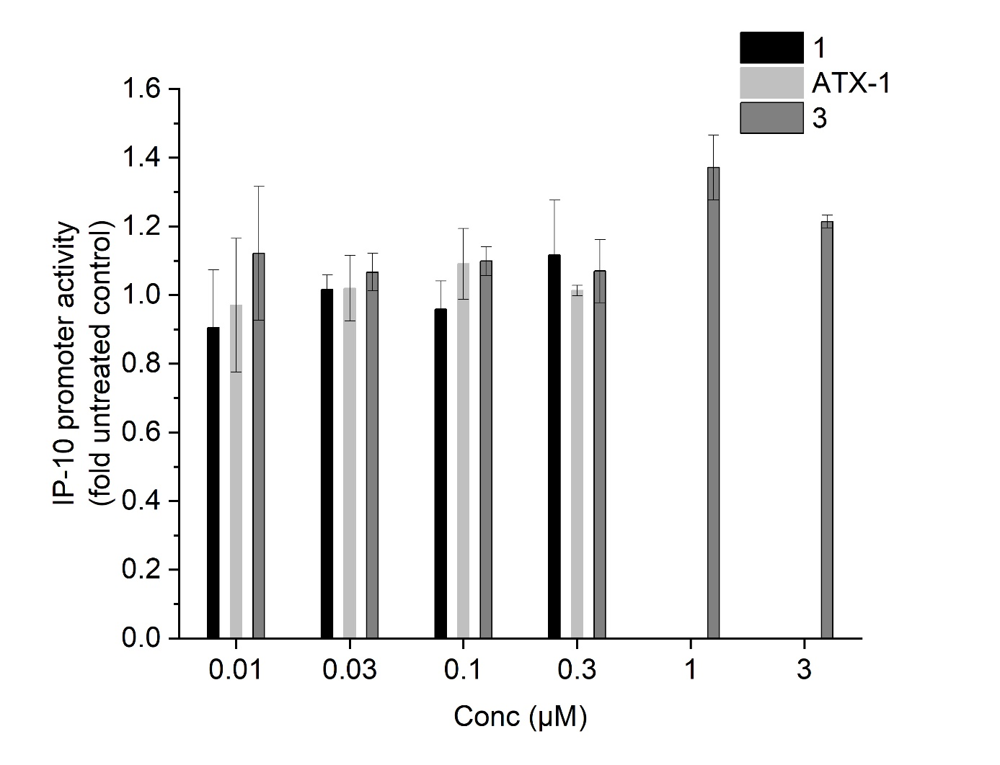 1
ATX-1
3
1.6
1.4
1.2
1.0
0.8
0.6
0.4
0.2
0.0
IP-10 promoter activity
(fold untreated control)
0.01 0.03 0.1 0.3 1 3
Conc (µM)